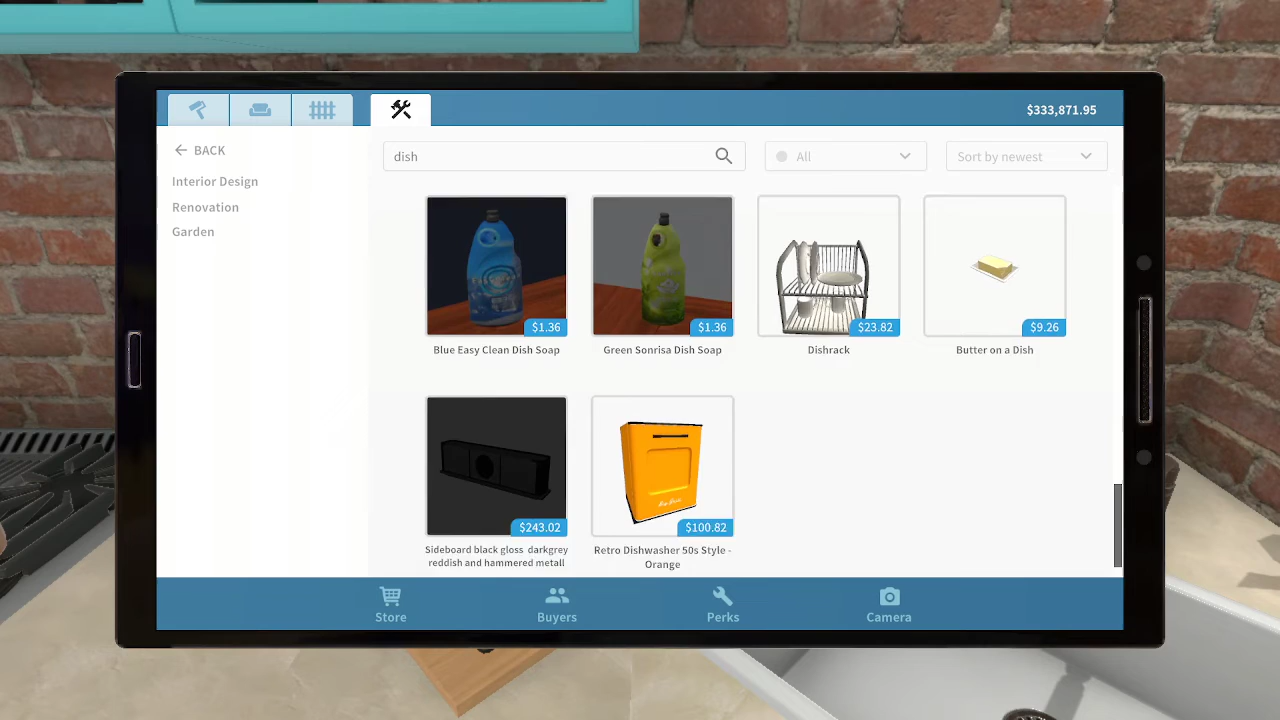 $333,871.95
BACK
dish
All
Sort by newest
Interior Design
Renovation
Garden
$1.36
$1.36
$23.82
$9.26
Blue Easy Clean Dish Soap
Green Sonrisa Dish Soap
Dishrack
Butter on a Dish
$243.02
$100.82
Sideboard black gloss darkgrey
reddish and hammered metall
Retro Dishwasher 50s Style -
Orange
Store
Buyers
Perks
Camera